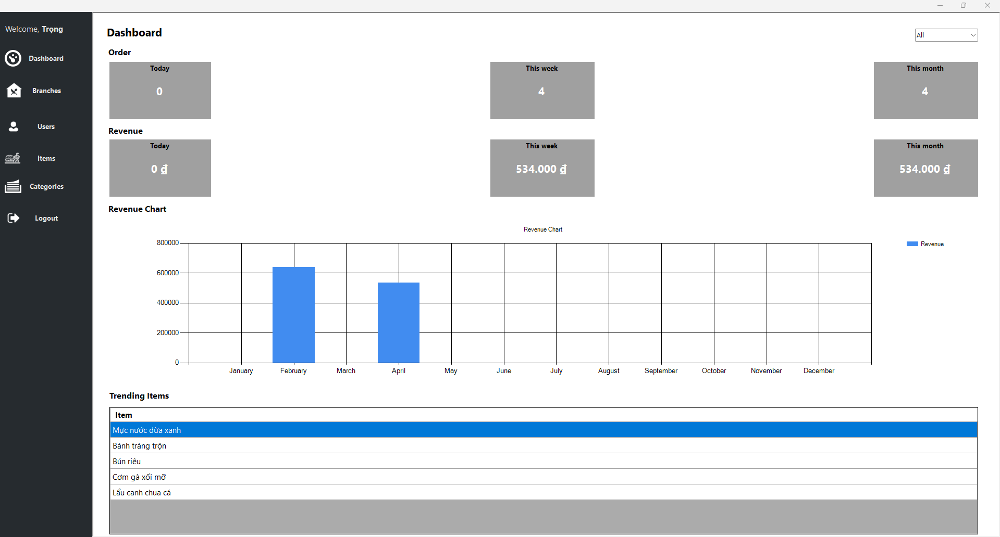 Welcome, Trọng
Dashboard
Branches
Users
Items
Categories
Logout
Dashboard
All
Order
Today
0
This week
4
This month
4
Revenue
Today
0 ₫
This week
534.000 ₫
This month
534.000 ₫
Revenue Chart
Revenue Chart
Revenue
800000
600000
400000
200000
0
January February March April May June July August September October November December
Trending Items
Item
Mực nước dừa xanh
Bánh tráng trộn
Bún riêu
Cơm gà xối mỡ
Lẩu canh chua cá